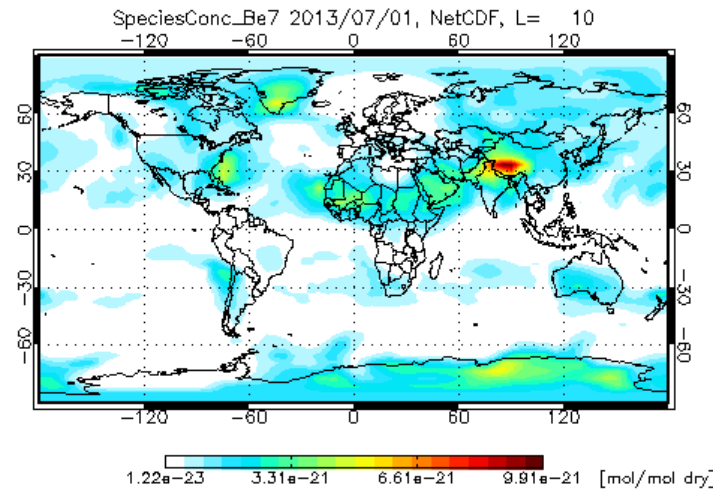 SpeciesConc_Be7 2013/07/01, NetCDF, L= 10
−120 −60 0 60 120
60 60
30 30
0 0
−30 −30
−60 −60
−120 −60 0 60 120
1.22e−23 3.31e−21 6.61e−21 9.91e−21 [mol/mol dry]